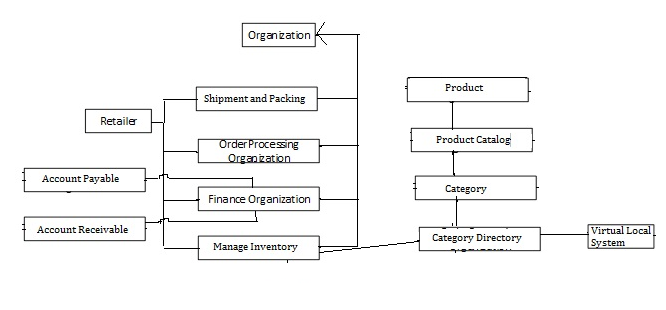 Organization
Product
Shipment and Packing
Retailer
Product Catalog
Order Processing
Organization
Account Payable
Category
Finance Organization
Account Receivable
Category Directory
Virtual Local
System
Manage Inventory